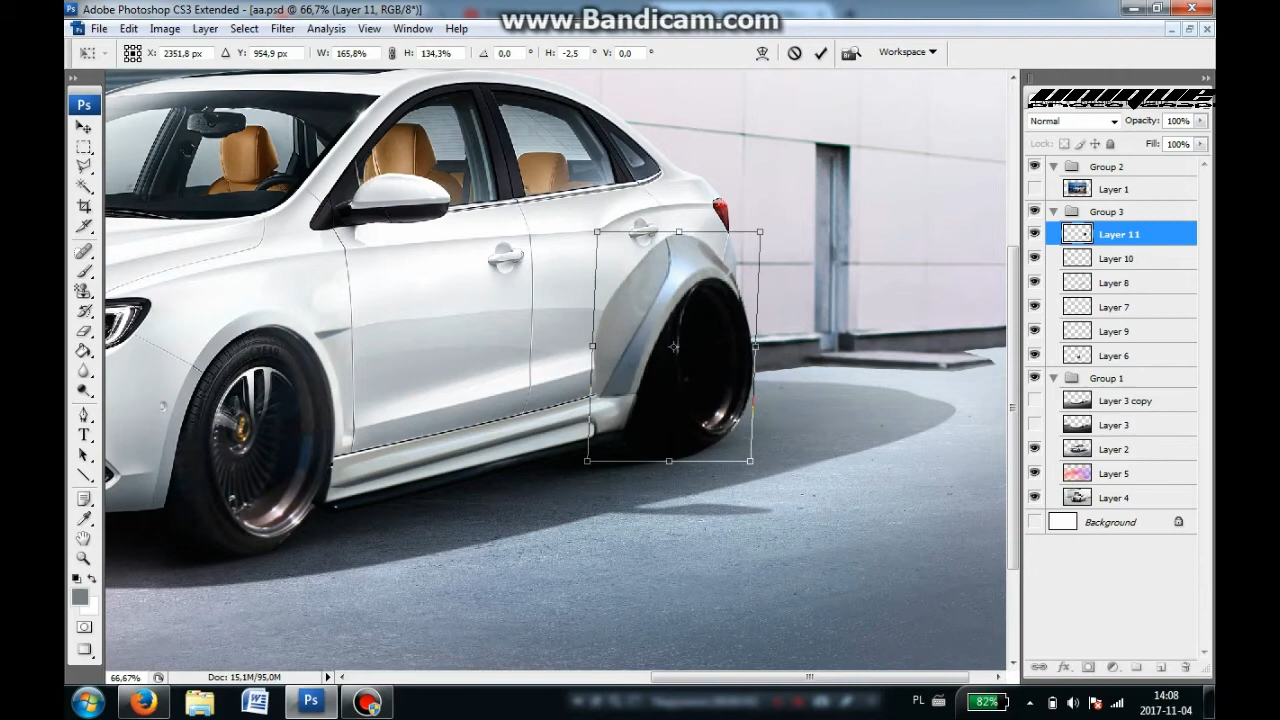 Adobe Photoshop CS3 Extended - [aa.psd @ 66,7% (Layer 11, RGB/8*)]
www.Bandicam.com
File Edit Image Layer Select Filter Analysis View Window Help
X: 2351,8 px Y: 954,9 px W: 165,8% H: 134,3% 0,0 ° H: -2,5 ° V: 0,0 ° Workspace
Ps
Normal Opacity: 100%
Lock: Fill: 100%
Group 2
Layer 1
Group 3
Layer 11
Layer 10
Layer 8
Layer 7
Layer 9
Layer 6
Group 1
Layer 3 copy
Layer 3
Layer 2
Layer 5
Layer 4
Background
T
66,67% Doc: 15,1M/95,0M
W Ps PL 82% 14:08
2017-11-04